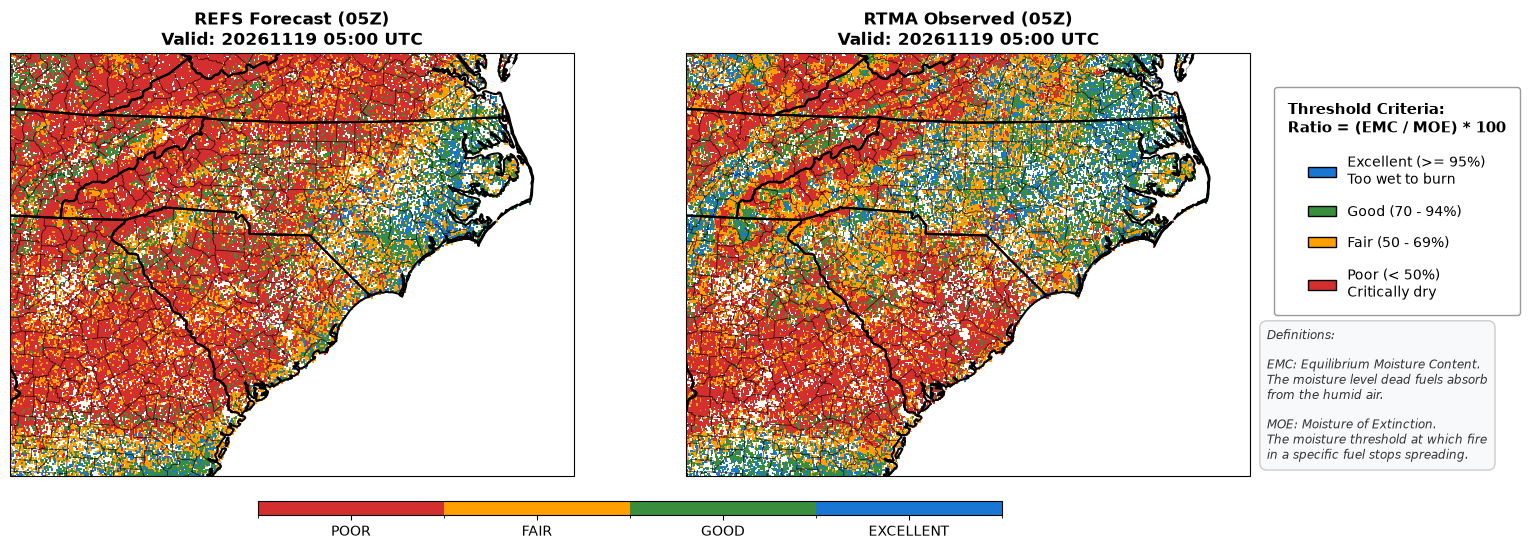 REFS Forecast (05Z)
Valid: 20261119 05:00 UTC
RTMA Observed (05Z)
Valid: 20261119 05:00 UTC
Threshold Criteria:
Ratio = (EMC / MOE) * 100
Excellent (>= 95%)
Too wet to burn
Good (70 - 94%)
Fair (50 - 69%)
Poor (< 50%)
Critically dry
Definitions:
EMC: Equilibrium Moisture Content.
The moisture level dead fuels absorb
from the humid air.
MOE: Moisture of Extinction.
The moisture threshold at which fire
in a specific fuel stops spreading.
POOR
FAIR
GOOD
EXCELLENT